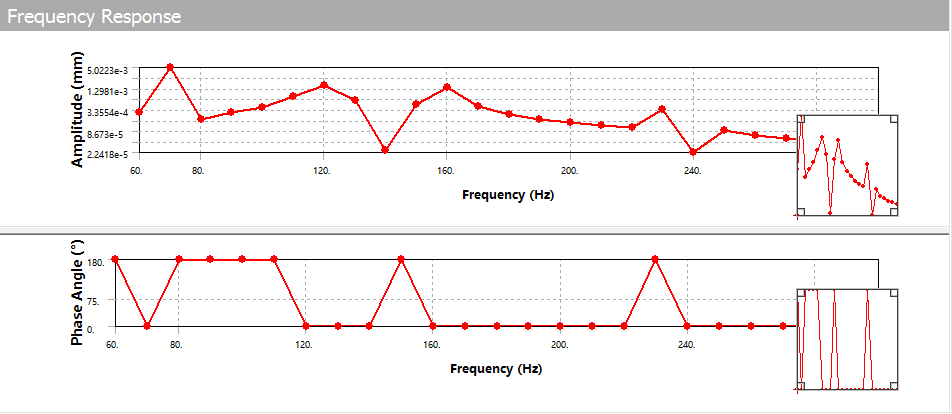 Frequency Response
Amplitude (mm)
5.0223e-3
1.2981e-3
3.3554e-4
8.673e-5
2.2418e-5
60. 80. 120. 160. 200. 240.
Frequency (Hz)
Phase Angle (°)
180.
75.
0.
60. 80. 120. 160. 200. 240.
Frequency (Hz)